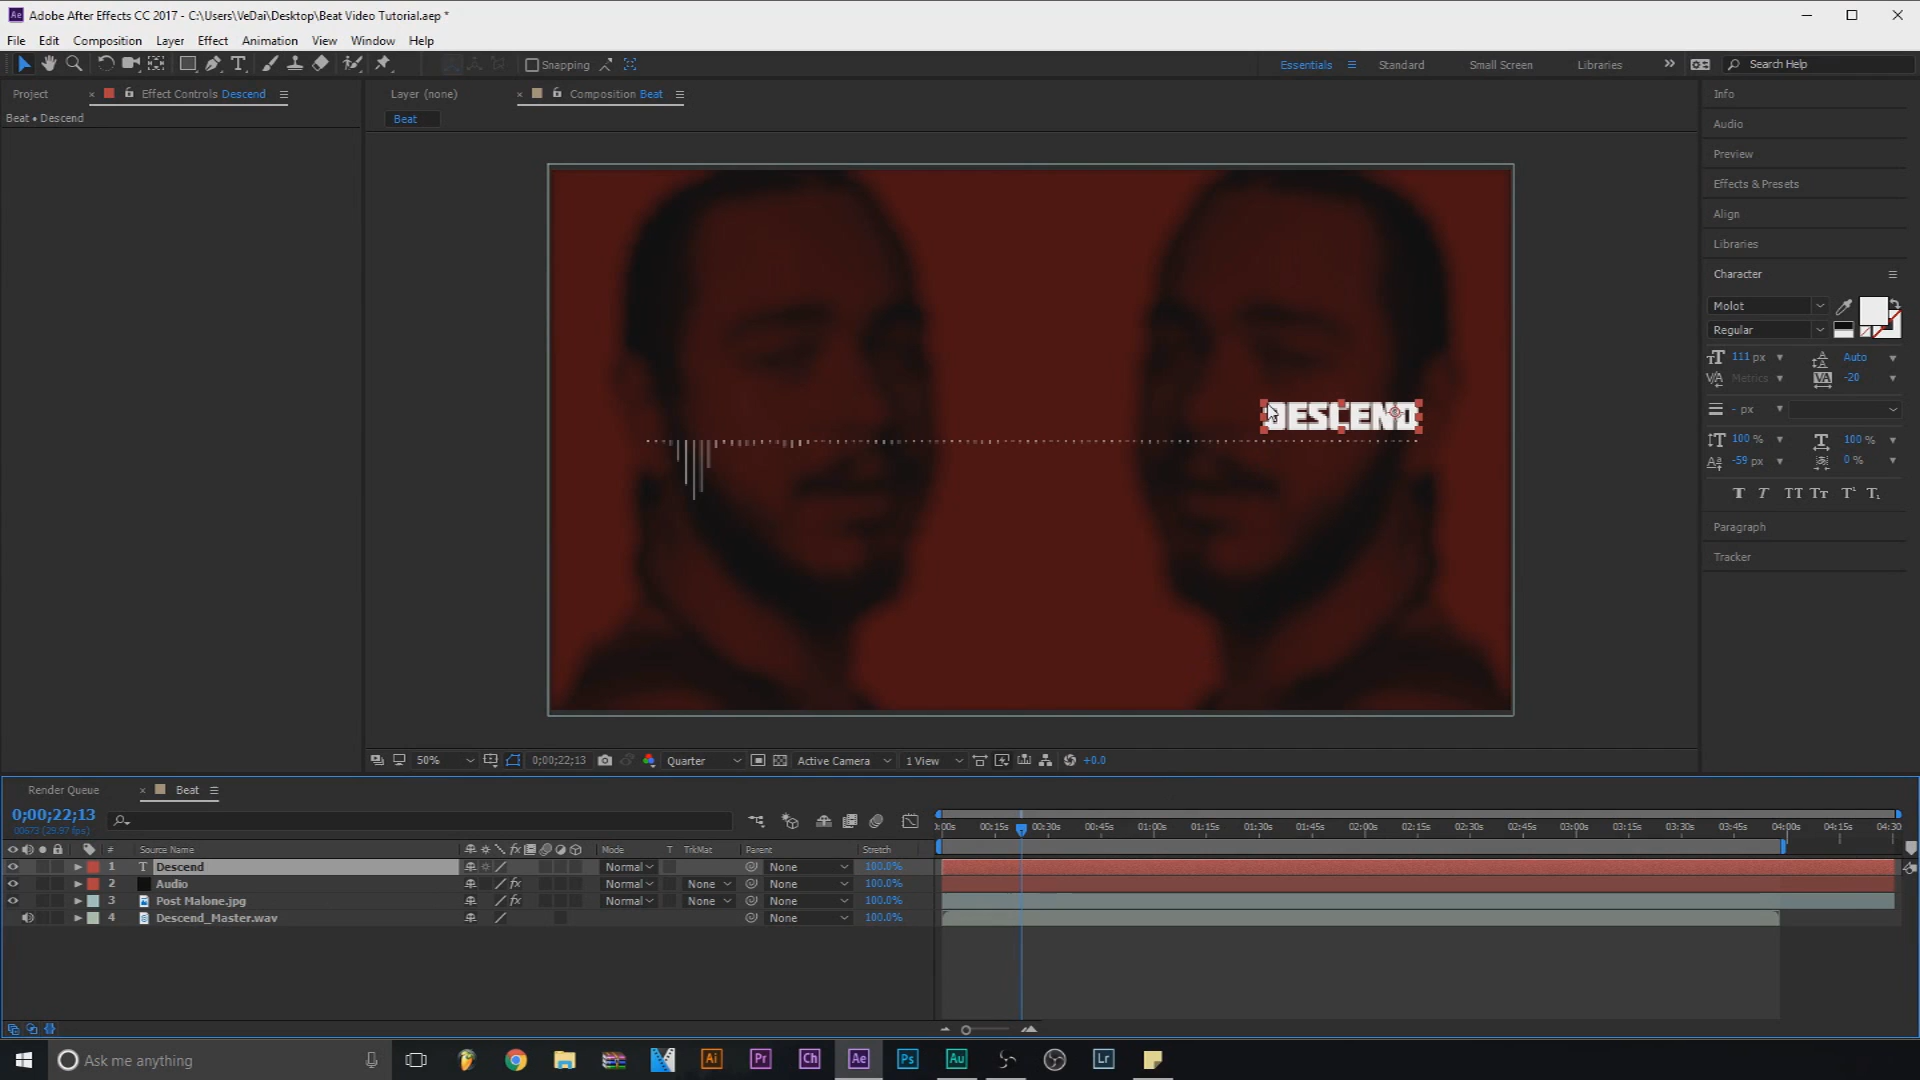 Adobe After Effects CC 2017 - C:\Users\VeDai\Desktop\Beat Video Tutorial.aep *
File Edit Composition Layer Effect Animation View Window Help
Snapping Essentials Standard Small Screen Libraries Search Help
Project Effect Controls Descend Layer (none) Composition Beat
Beat • Descend
Beat
Info
Audio
Preview
Effects & Presets
Align
Libraries
Character
Molot
Regular
111 px Auto
Metrics -20
- px
100 % 100 %
-59 px 0 %
Paragraph
Tracker
DESCEND
50% 0;00;22;13 Quarter Active Camera 1 View +0.0
Render Queue Beat
0;00;22;13
00673 (29.97 fps)
):00s 00:15s 00:30s 00:45s 01:00s 01:15s 01:30s 01:45s 02:00s 02:15s 02:30s 02:45s 03:00s 03:15s 03:30s 03:45s 04:00s 04:15s 04:30
# Source Name Mode T TrkMat Parent Stretch
1 T Descend Normal None 100.0%
2 Audio Normal None None 100.0%
3 Post Malone.jpg Normal None None 100.0%
4 Descend_Master.wav None 100.0%
Ask me anything Ai Pr Ch Ae Ps Au Lr